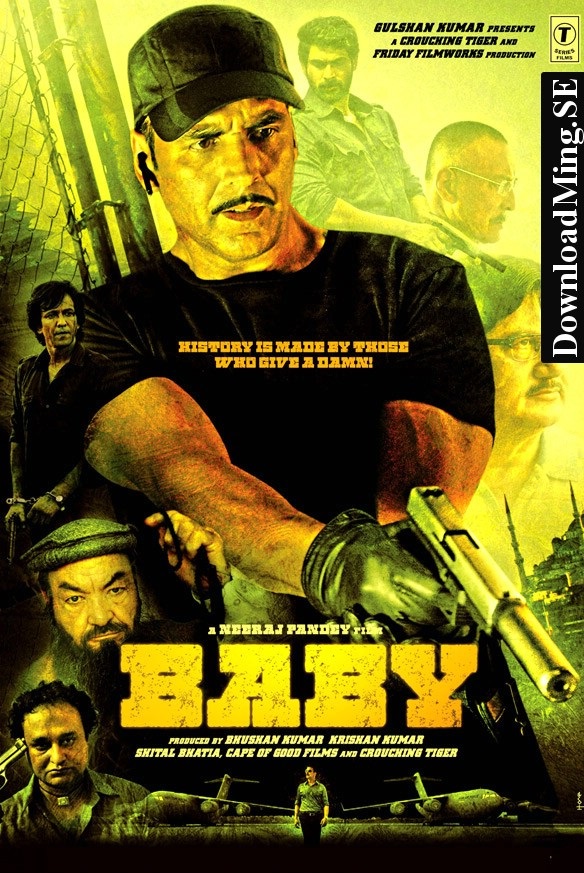 GULSHAN KUMAR PRESENTS
A CROUCHING TIGER AND
FRIDAY FILMWORKS PRODUCTION
T
SERIES
FILMS
DownloadMing.SE
HISTORY IS MADE BY THOSE
WHO GIVE A DAMN!
A NEERAJ PANDEY FILM
BABY
PRODUCED BY BHUSHAN KUMAR KRISHAN KUMAR
SHITAL BHATIA, CAPE OF GOOD FILMS AND CROUCHING TIGER